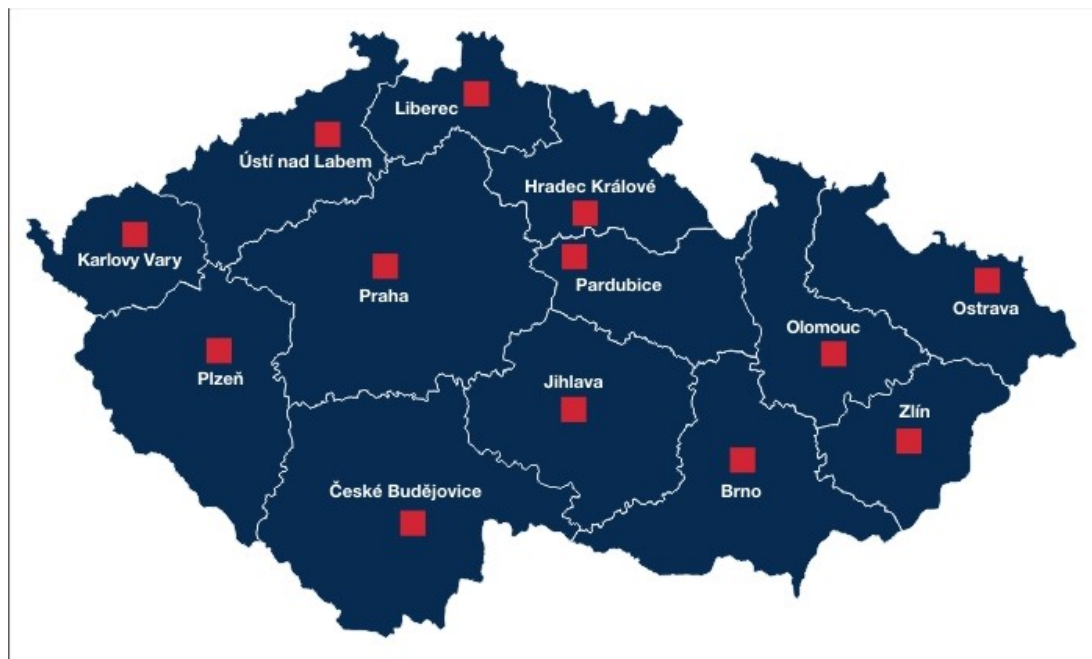 Liberec
Ústí nad Labem
Hradec Králové
Karlovy Vary
Pardubice
Praha
Ostrava
Olomouc
Plzeň
Jihlava
Zlín
České Budějovice
Brno